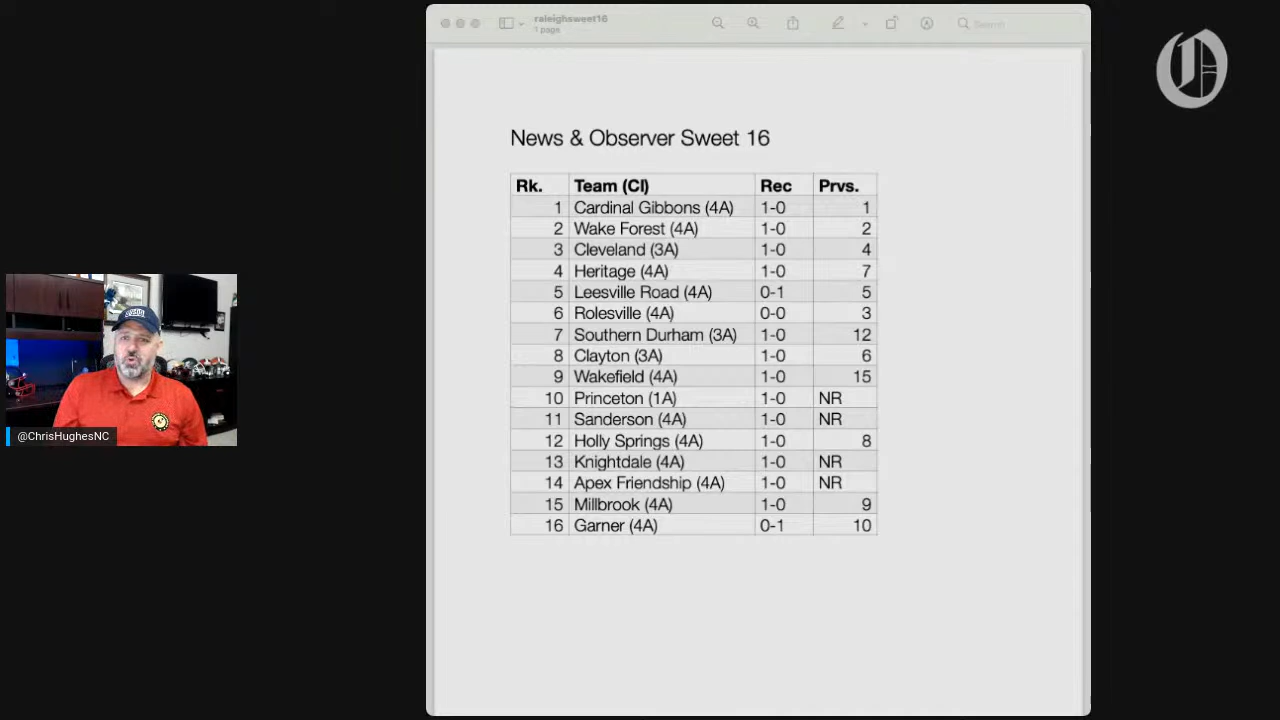 raleighsweet16
1 page
Search
News & Observer Sweet 16
Rk. Team (Cl) Rec Prvs.
1 Cardinal Gibbons (4A) 1-0 1
2 Wake Forest (4A) 1-0 2
3 Cleveland (3A) 1-0 4
4 Heritage (4A) 1-0 7
5 Leesville Road (4A) 0-1 5
6 Rolesville (4A) 0-0 3
7 Southern Durham (3A) 1-0 12
8 Clayton (3A) 1-0 6
9 Wakefield (4A) 1-0 15
10 Princeton (1A) 1-0 NR
11 Sanderson (4A) 1-0 NR
12 Holly Springs (4A) 1-0 8
13 Knightdale (4A) 1-0 NR
14 Apex Friendship (4A) 1-0 NR
15 Millbrook (4A) 1-0 9
16 Garner (4A) 0-1 10
@ChrisHughesNC